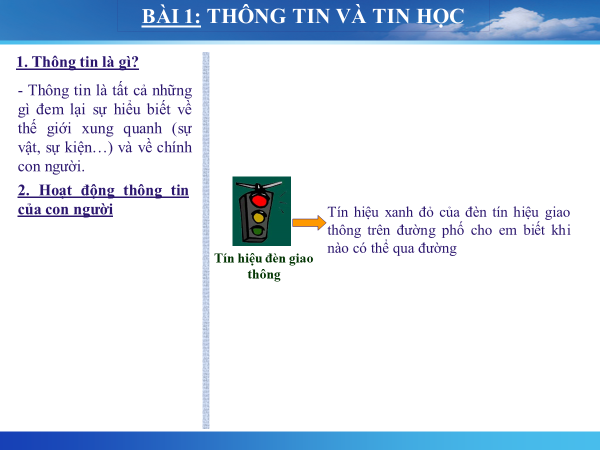 BÀI 1: THÔNG TIN VÀ TIN HỌC
1. Thông tin là gì?
- Thông tin là tất cả những
gì đem lại sự hiểu biết về
thế giới xung quanh (sự
vật, sự kiện…) và về chính
con người.
2. Hoạt động thông tin
của con người
Tín hiệu đèn giao
thông
Tín hiệu xanh đỏ của đèn tín hiệu giao
thông trên đường phố cho em biết khi
nào có thể qua đường